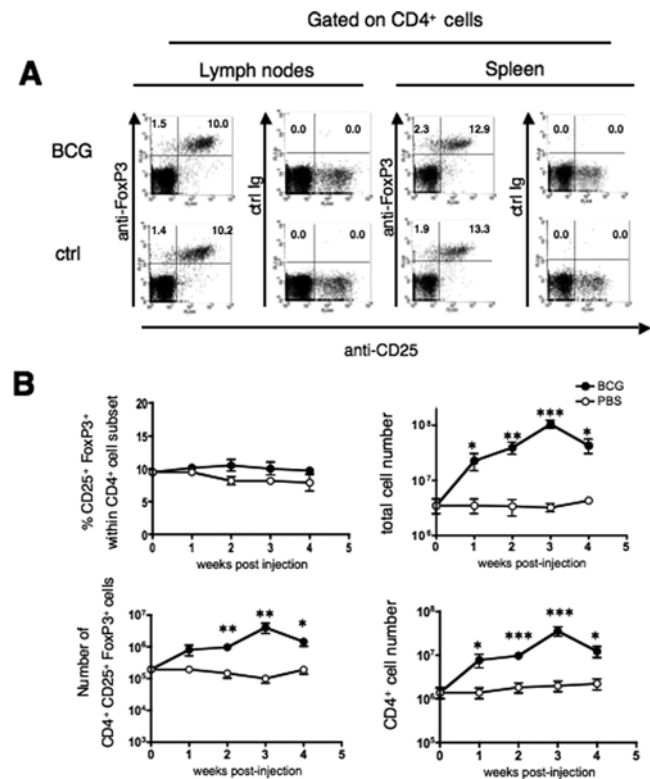 Gated on CD4⁺ cells
A
Lymph nodes
Spleen
BCG
anti-FoxP3
1.5
10.0
ctrl Ig
0.0
0.0
anti-FoxP3
2.3
12.9
ctrl Ig
0.0
0.0
ctrl
1.4
10.2
0.0
0.0
1.9
13.3
0.0
0.0
anti-CD25
B
% CD25⁺ FoxP3⁺
within CD4⁺ cell subset
20
15
10
5
0
0 1 2 3 4 5
weeks post injection
BCG
PBS
total cell number
10⁸
10⁷
10⁶
*
**
***
*
0 1 2 3 4 5
weeks post-injection
Number of
CD4⁺ CD25⁺ FoxP3⁺ cells
10⁷
10⁶
10⁵
10⁴
10³
**
**
*
0 1 2 3 4 5
weeks post-injection
CD4⁺ cell number
10⁸
10⁷
10⁶
10⁵
*
***
***
*
0 1 2 3 4 5
weeks post-injection